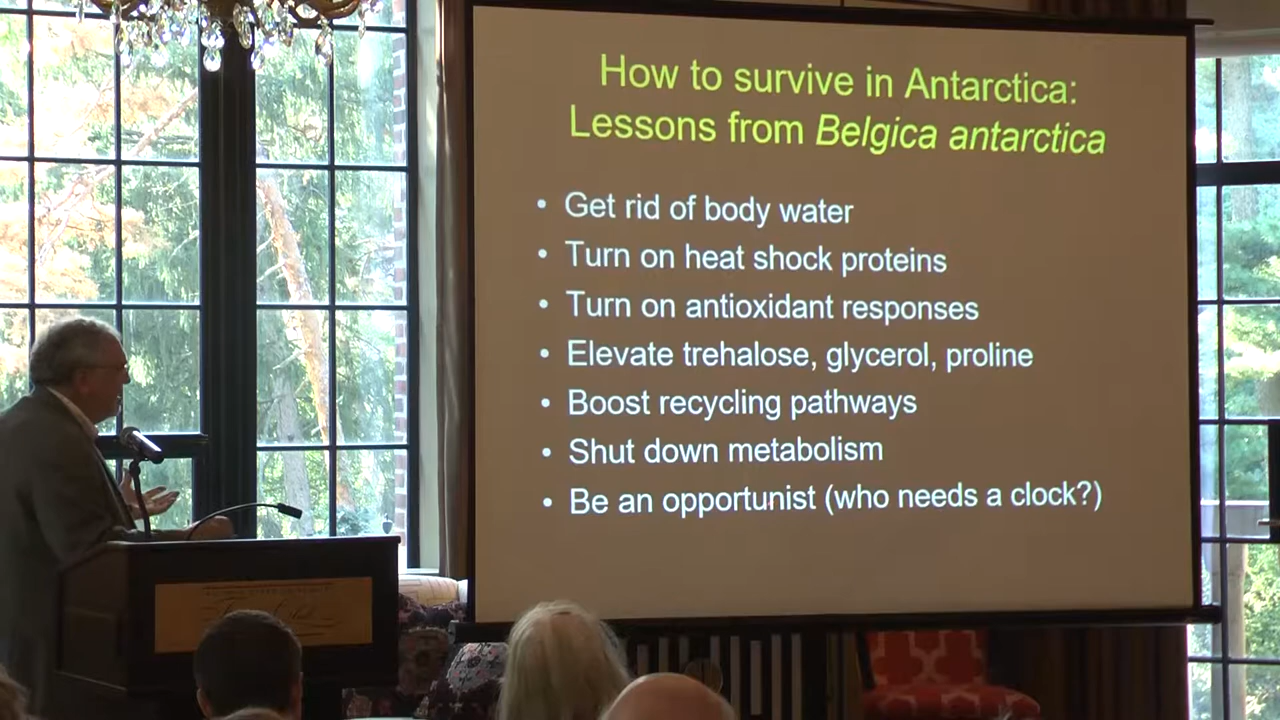 How to survive in Antarctica:
Lessons from Belgica antarctica
• Get rid of body water
• Turn on heat shock proteins
• Turn on antioxidant responses
• Elevate trehalose, glycerol, proline
• Boost recycling pathways
• Shut down metabolism
• Be an opportunist (who needs a clock?)